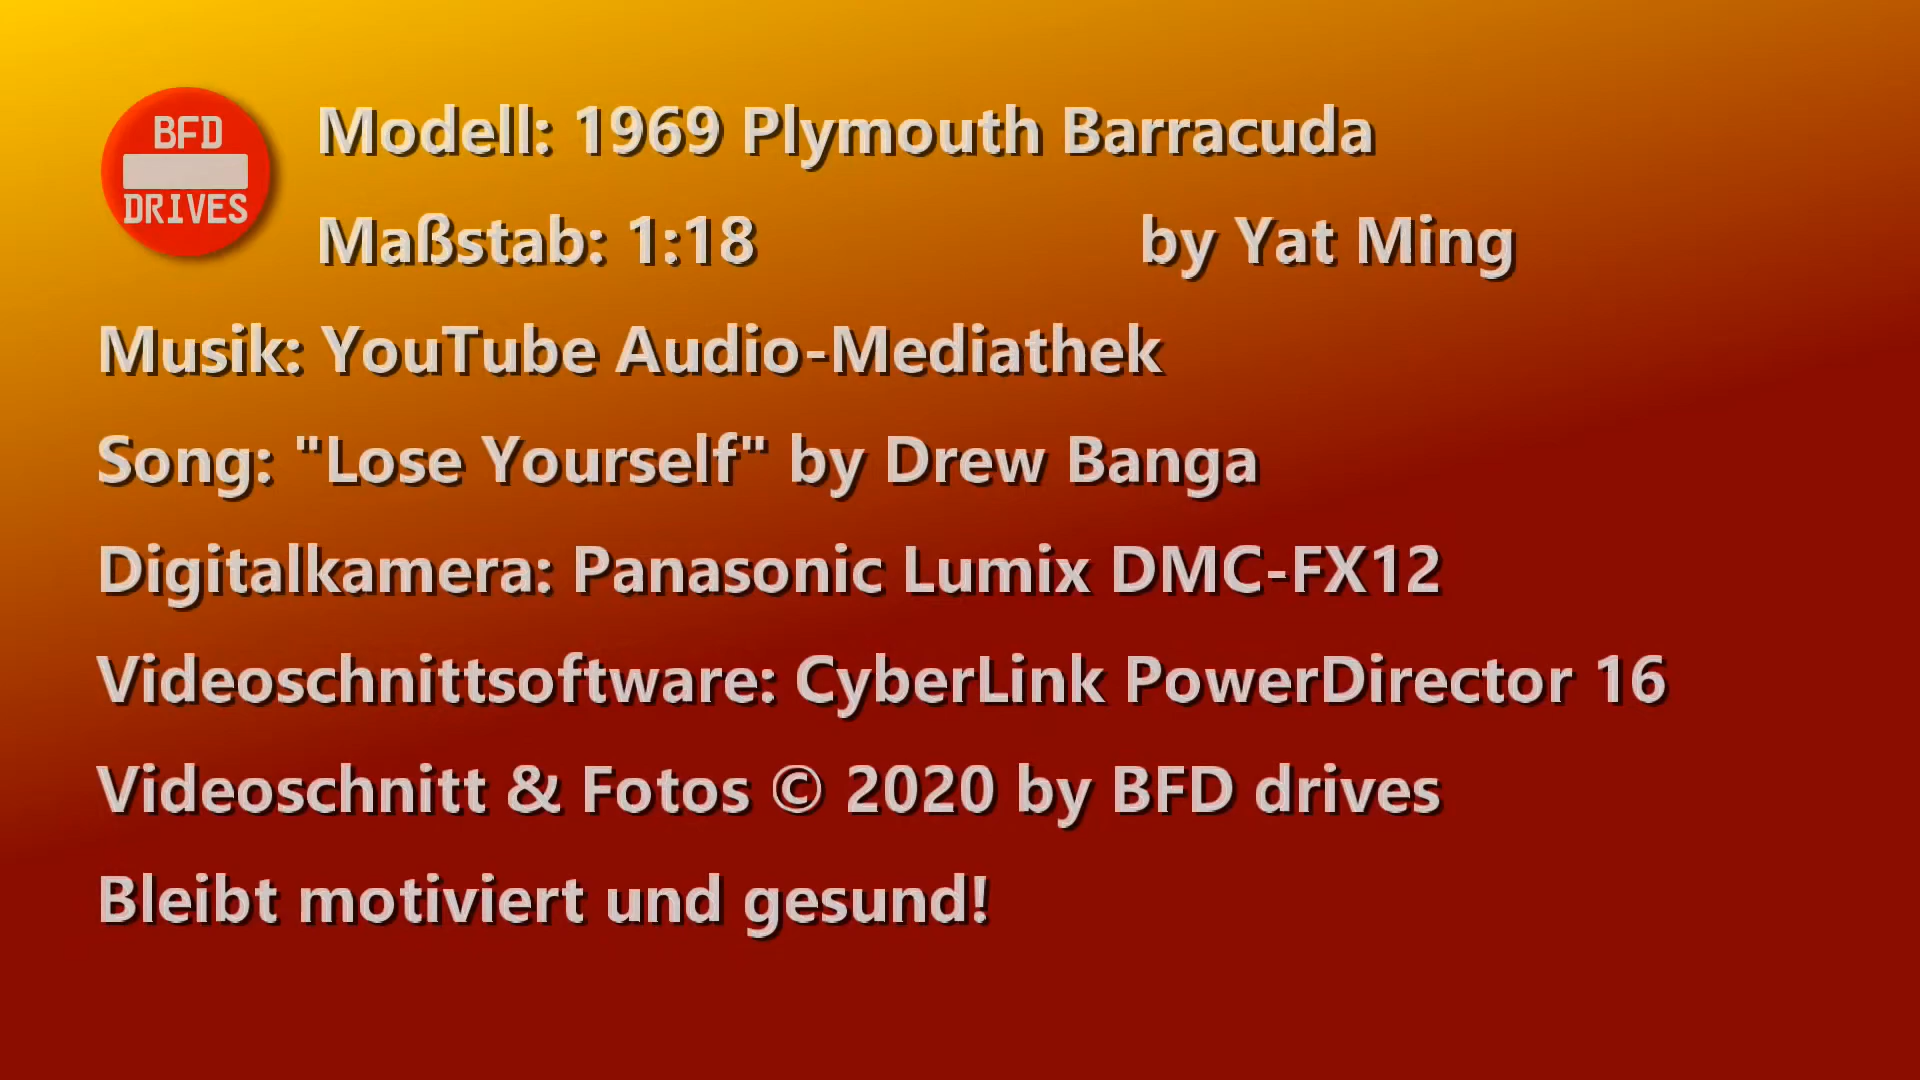 BFD
DRIVES
Modell: 1969 Plymouth Barracuda
Maßstab: 1:18 by Yat Ming
Musik: YouTube Audio-Mediathek
Song: "Lose Yourself" by Drew Banga
Digitalkamera: Panasonic Lumix DMC-FX12
Videoschnittsoftware: CyberLink PowerDirector 16
Videoschnitt & Fotos © 2020 by BFD drives
Bleibt motiviert und gesund!